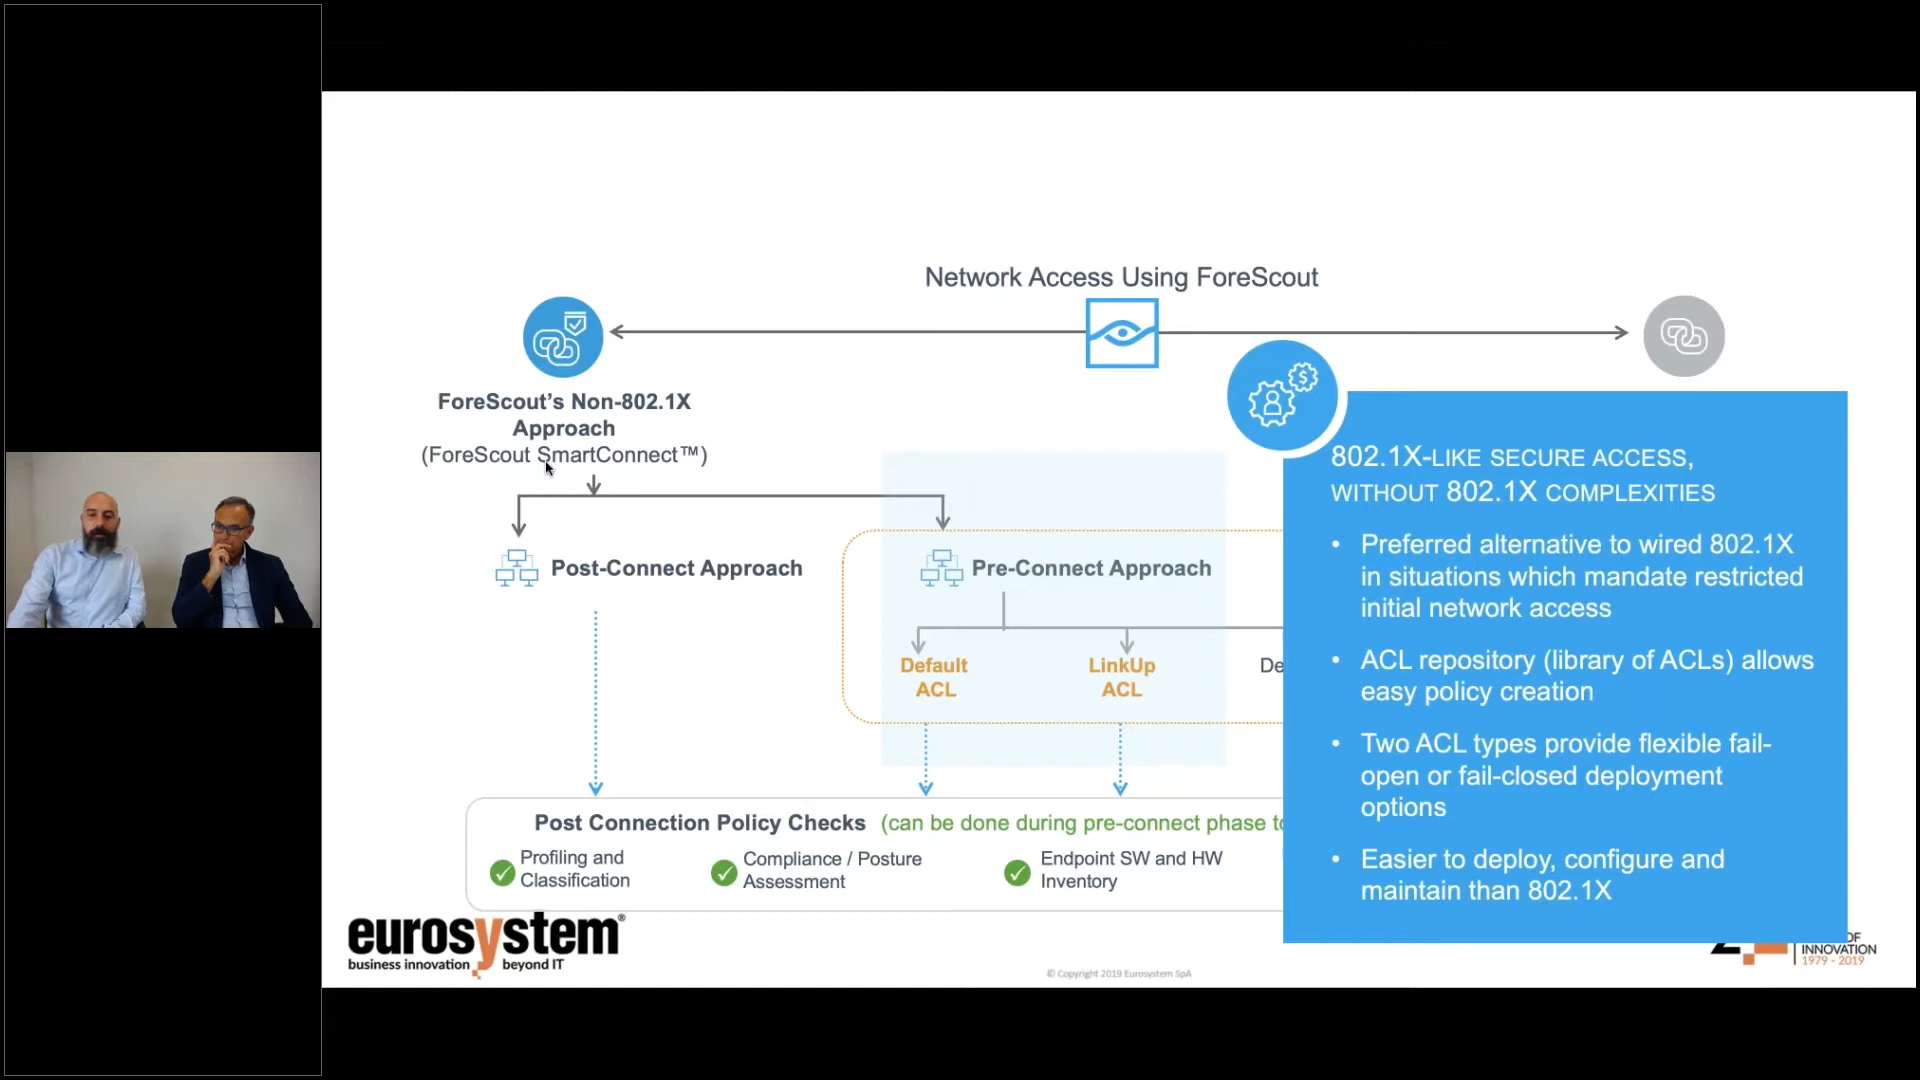 Network Access Using ForeScout
ForeScout's Non-802.1X
Approach
(ForeScout SmartConnect™)
Post-Connect Approach
Pre-Connect Approach
Default
ACL
LinkUp
ACL
De
Post Connection Policy Checks (can be done during pre-connect phase to
Profiling and
Classification
Compliance / Posture
Assessment
Endpoint SW and HW
Inventory
802.1X-LIKE SECURE ACCESS,
WITHOUT 802.1X COMPLEXITIES
• Preferred alternative to wired 802.1X
in situations which mandate restricted
initial network access
• ACL repository (library of ACLs) allows
easy policy creation
• Two ACL types provide flexible fail-
open or fail-closed deployment
options
• Easier to deploy, configure and
maintain than 802.1X
eurosystem®
business innovation beyond IT
© Copyright 2019 Eurosystem SpA
OF
INNOVATION
1979 - 2019